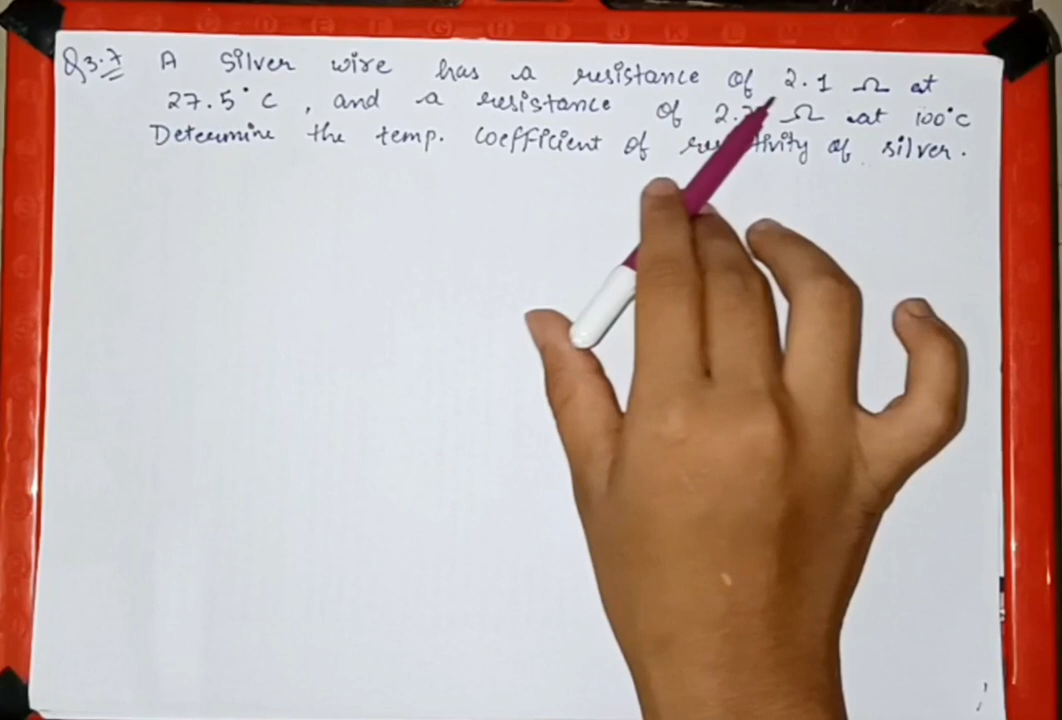 Q3.7 A silver wire has a resistance of 2.1 Ω at
27.5°C, and a resistance of Ω at 100°C
Determine the temp. coefficient of of silver.